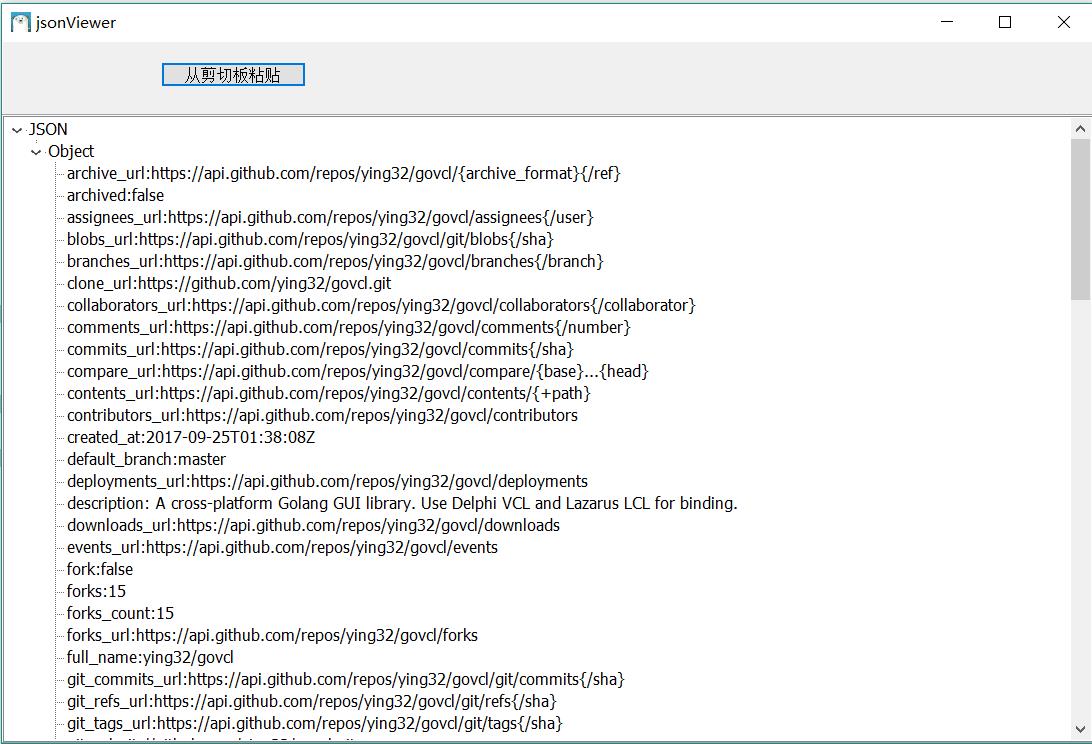 jsonViewer
从剪切板粘贴
JSON
Object
archive_url:https://api.github.com/repos/ying32/govcl/{archive_format}{/ref}
archived:false
assignees_url:https://api.github.com/repos/ying32/govcl/assignees{/user}
blobs_url:https://api.github.com/repos/ying32/govcl/git/blobs{/sha}
branches_url:https://api.github.com/repos/ying32/govcl/branches{/branch}
clone_url:https://github.com/ying32/govcl.git
collaborators_url:https://api.github.com/repos/ying32/govcl/collaborators{/collaborator}
comments_url:https://api.github.com/repos/ying32/govcl/comments{/number}
commits_url:https://api.github.com/repos/ying32/govcl/commits{/sha}
compare_url:https://api.github.com/repos/ying32/govcl/compare/{base}...{head}
contents_url:https://api.github.com/repos/ying32/govcl/contents/{+path}
contributors_url:https://api.github.com/repos/ying32/govcl/contributors
created_at:2017-09-25T01:38:08Z
default_branch:master
deployments_url:https://api.github.com/repos/ying32/govcl/deployments
description: A cross-platform Golang GUI library. Use Delphi VCL and Lazarus LCL for binding.
downloads_url:https://api.github.com/repos/ying32/govcl/downloads
events_url:https://api.github.com/repos/ying32/govcl/events
fork:false
forks:15
forks_count:15
forks_url:https://api.github.com/repos/ying32/govcl/forks
full_name:ying32/govcl
git_commits_url:https://api.github.com/repos/ying32/govcl/git/commits{/sha}
git_refs_url:https://api.github.com/repos/ying32/govcl/git/refs{/sha}
git_tags_url:https://api.github.com/repos/ying32/govcl/git/tags{/sha}